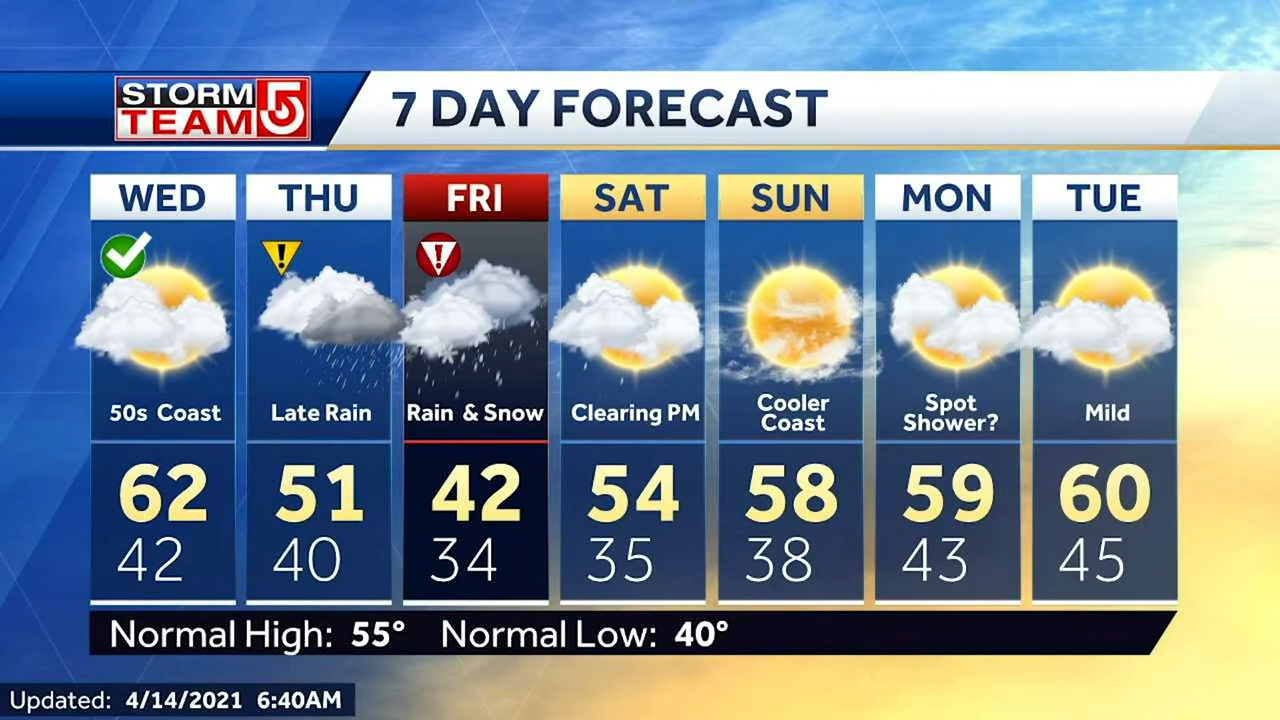 STORM
TEAM 5
7 DAY FORECAST
WED THU FRI SAT SUN MON TUE
50s Coast
Late Rain
Rain & Snow
Clearing PM
Cooler
Coast
Spot
Shower?
Mild
62 51 42 54 58 59 60
42 40 34 35 38 43 45
Normal High: 55° Normal Low: 40°
Updated: 4/14/2021 6:40AM